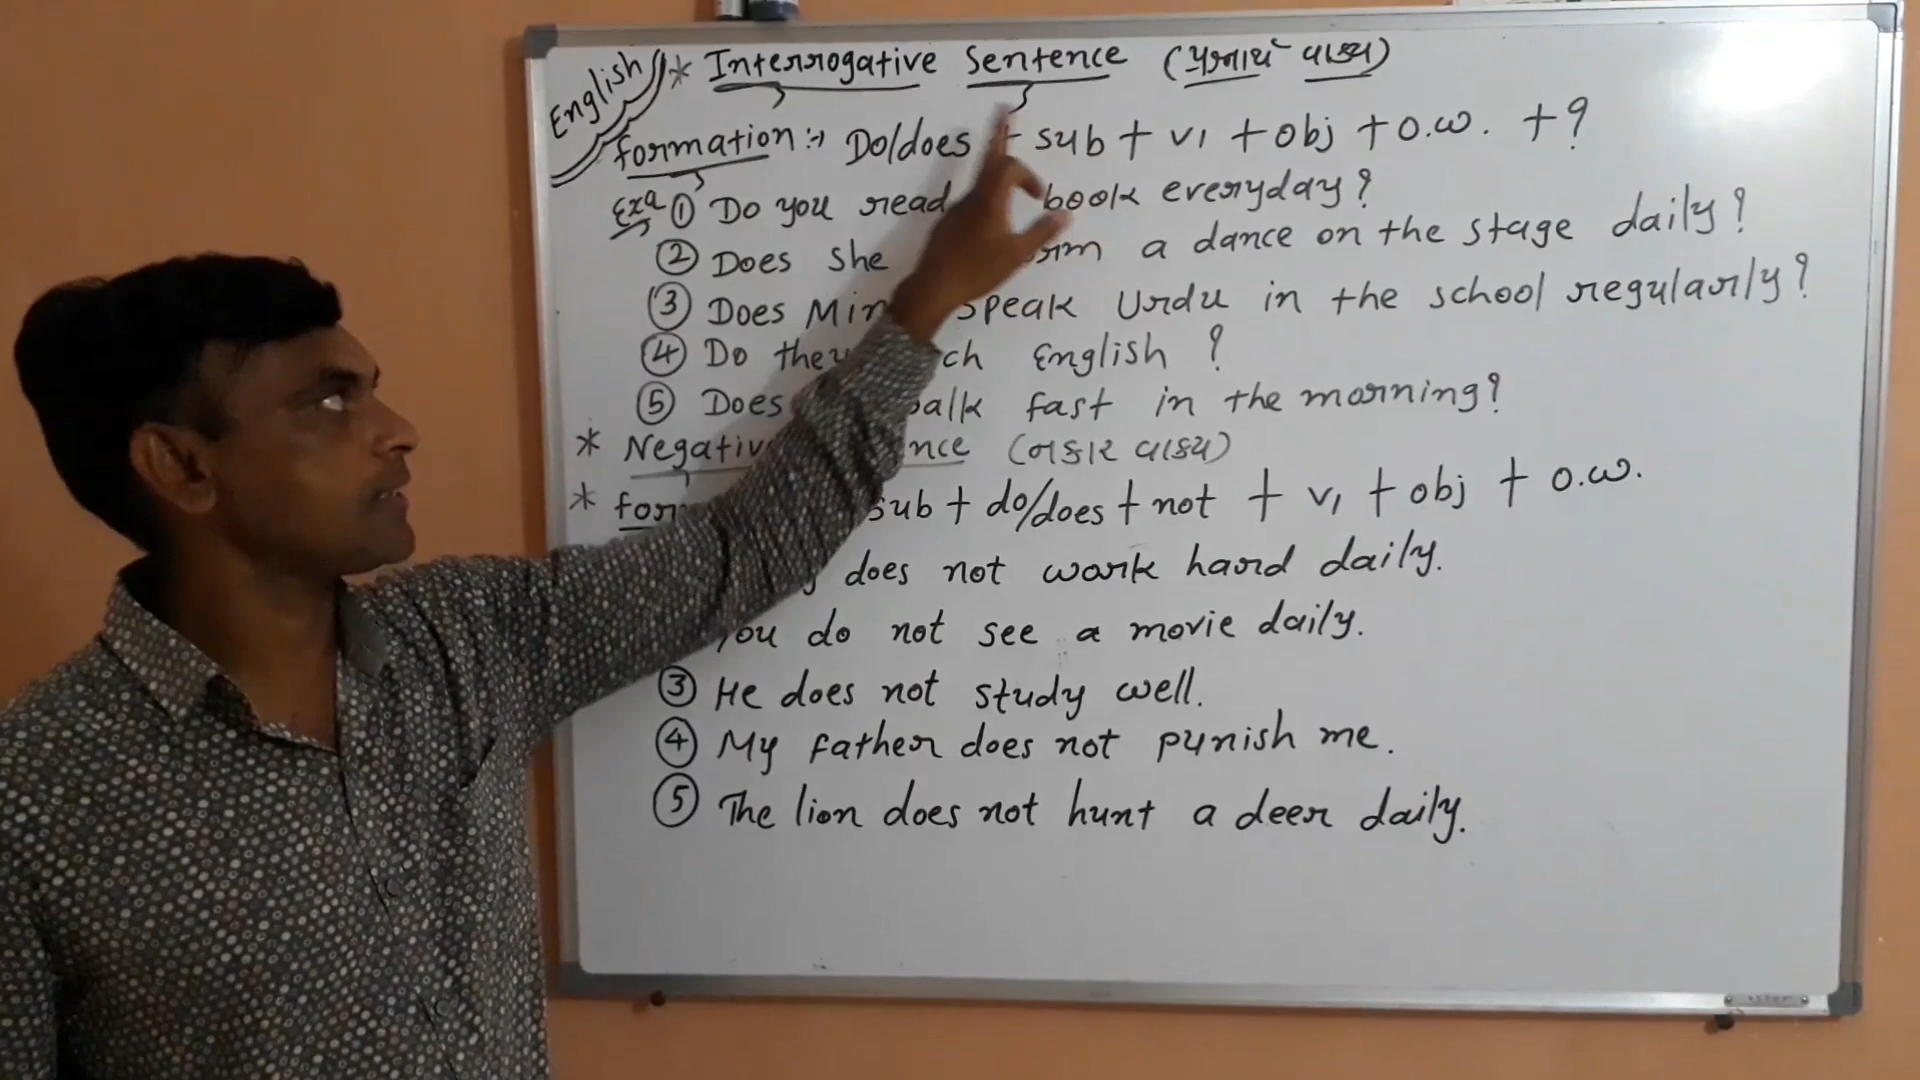 English
* Interrogative Sentence (પ્રશ્નાર્થ વાક્ય)
formation :→ Do/does + sub + v1 + obj + o.w. + ?
Exa ① Do you read book everyday?
② Does she a dance on the stage daily?
③ Does speak Urdu in the school regularly?
④ Do they English ?
⑤ Does fast in the morning?
* Negative (નકાર વાક્ય)
* sub + do/does + not + v1 + obj + o.w.
does not work hard daily.
You do not see a movie daily.
③ He does not study well.
④ My father does not punish me.
⑤ The lion does not hunt a deer daily.